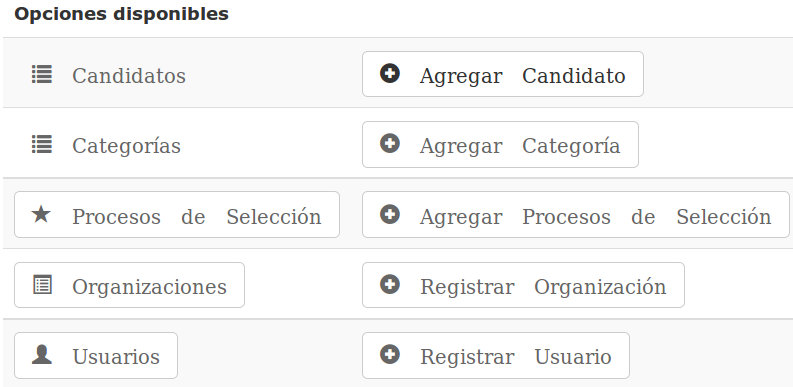 Opciones disponibles
Candidatos Agregar Candidato
Categorías Agregar Categoría
Procesos de Selección Agregar Procesos de Selección
Organizaciones Registrar Organización
Usuarios Registrar Usuario